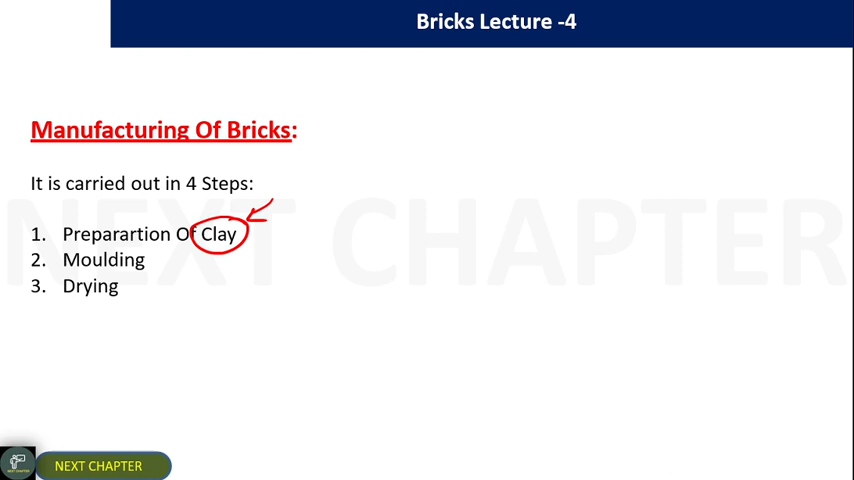 Bricks Lecture -4
Manufacturing Of Bricks:
It is carried out in 4 Steps:
1. Preparartion Of Clay
2. Moulding
3. Drying
NEXT CHAPTER
NEXT CHAPTER